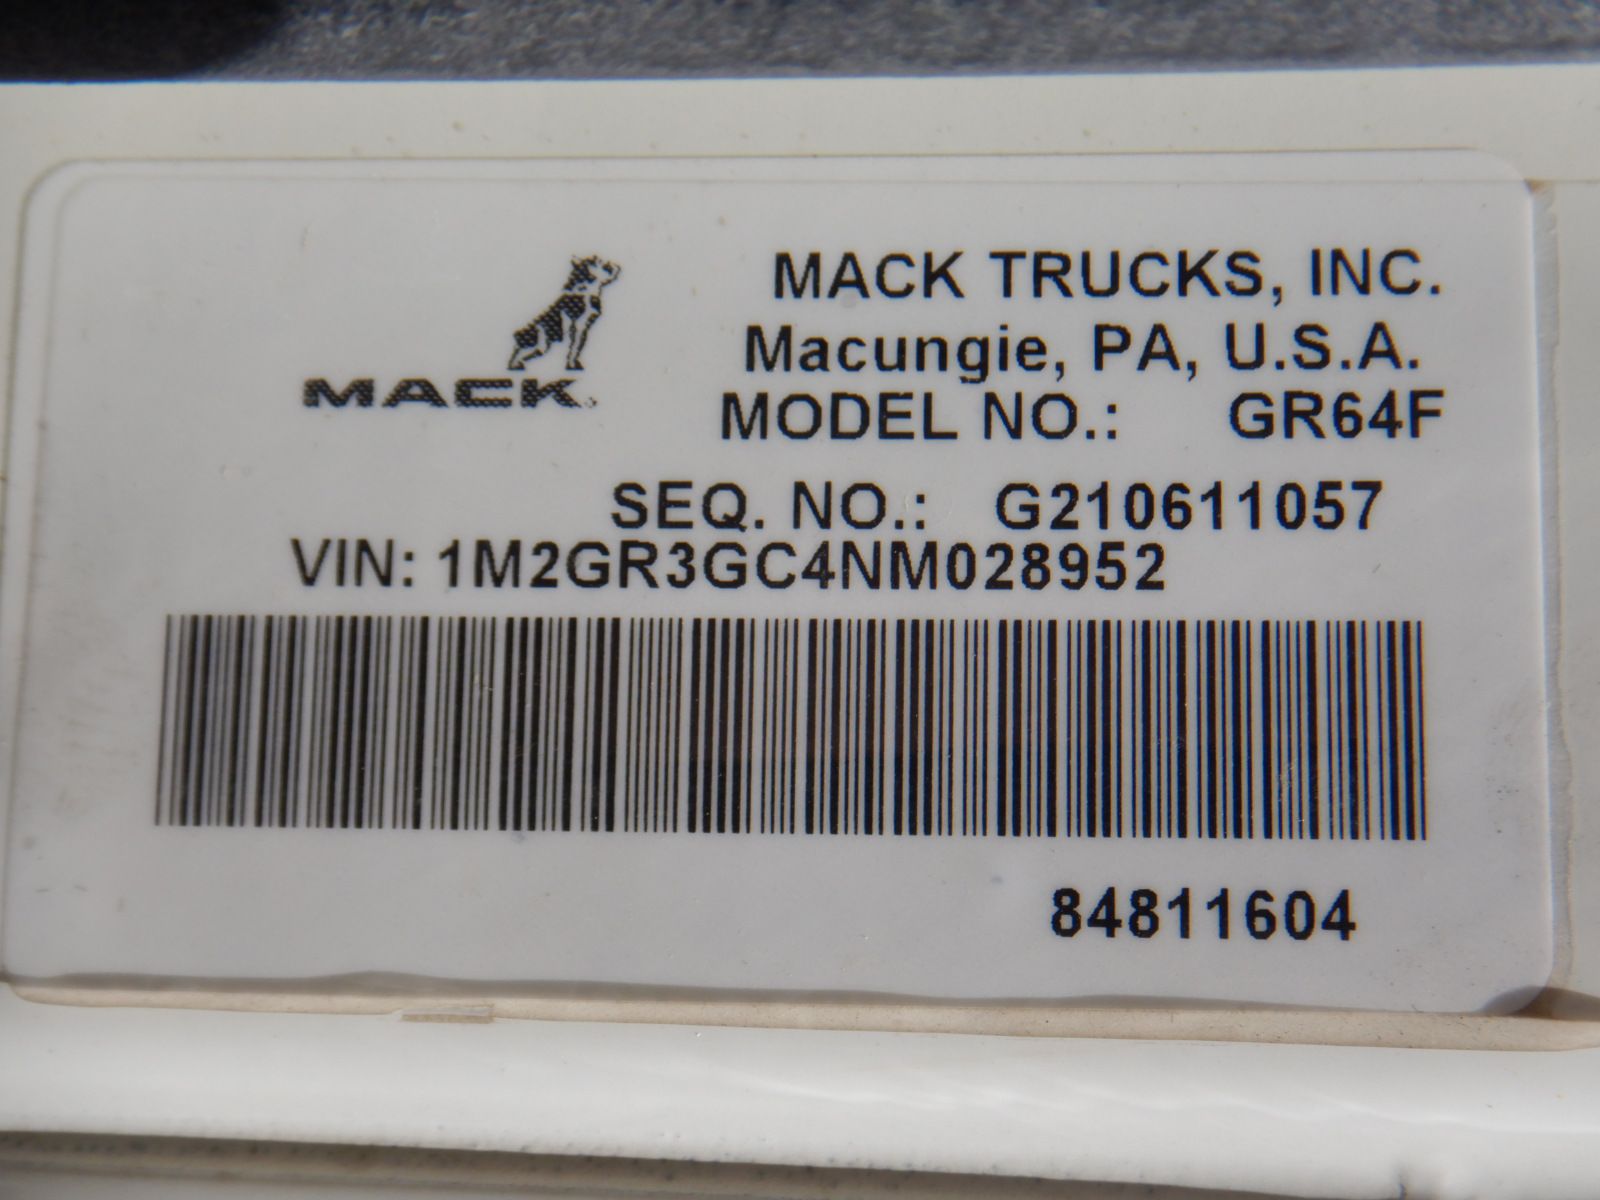 MACK TRUCKS, INC.
Macungie, PA, U.S.A.
MACK
MODEL NO.: GR64F
SEQ. NO.: G210611057
VIN: 1M2GR3GC4NM028952
84811604